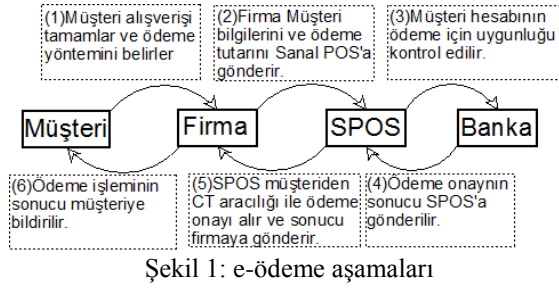 (1)Müşteri alışverişi
tamamlar ve ödeme
yöntemini belirler
(2)Firma Müşteri
bilgilerini ve ödeme
tutarını Sanal POS'a
gönderir.
(3)Müşteri hesabının
ödeme için uygunluğu
kontrol edilir.
Müşteri
Firma
SPOS
Banka
(6)Ödeme işleminin
sonucu müşteriye
bildirilir.
(5)SPOS müşteriden
CT aracılığı ile ödeme
onayı alır ve sonucu
firmaya gönderir.
(4)Ödeme onaynın
sonucu SPOS'a
göngerilir.
Şekil 1: e-ödeme aşamaları